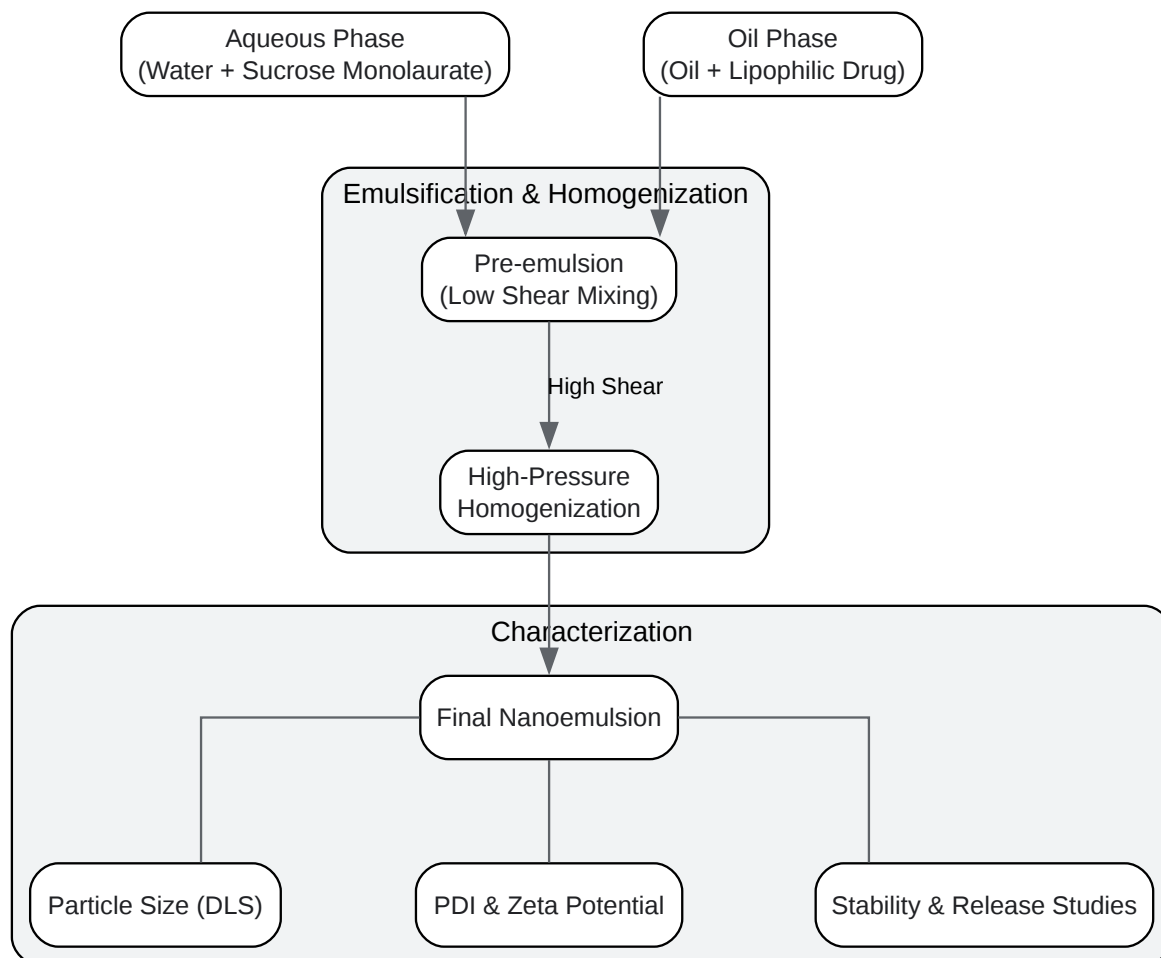 Aqueous Phase
(Water + Sucrose Monolaurate)
Oil Phase
(Oil + Lipophilic Drug)
Emulsification & Homogenization
Pre-emulsion
(Low Shear Mixing)
High Shear
High-Pressure
Homogenization
Characterization
Final Nanoemulsion
Particle Size (DLS)
PDI & Zeta Potential
Stability & Release Studies